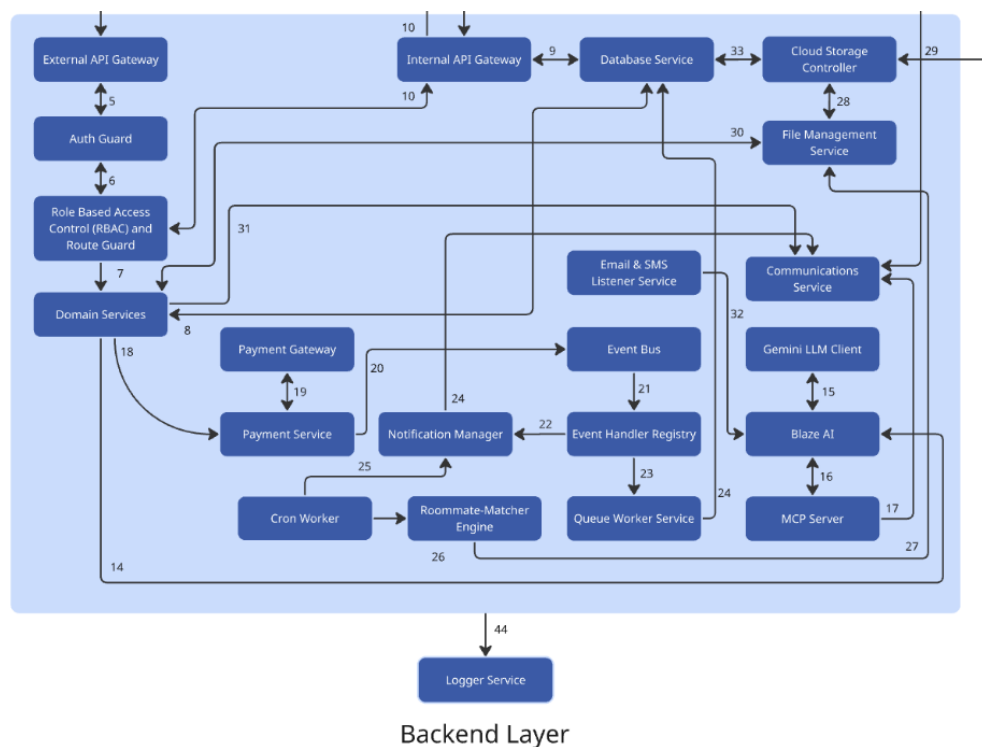 10
29
External API Gateway
Internal API Gateway
9
Database Service
33
Cloud Storage
Controller
5
10
28
Auth Guard
30
File Management
Service
6
Role Based Access
Control (RBAC) and
Route Guard
31
7
Email & SMS
Listener Service
Communications
Service
Domain Services
8
32
18
Payment Gateway
20
Event Bus
Gemini LLM Client
19
24
21
15
Payment Service
Notification Manager
22
Event Handler Registry
Blaze AI
25
23
16
24
Cron Worker
Roommate-Matcher
Engine
Queue Worker Service
MCP Server
17
26
27
14
44
Logger Service
Backend Layer